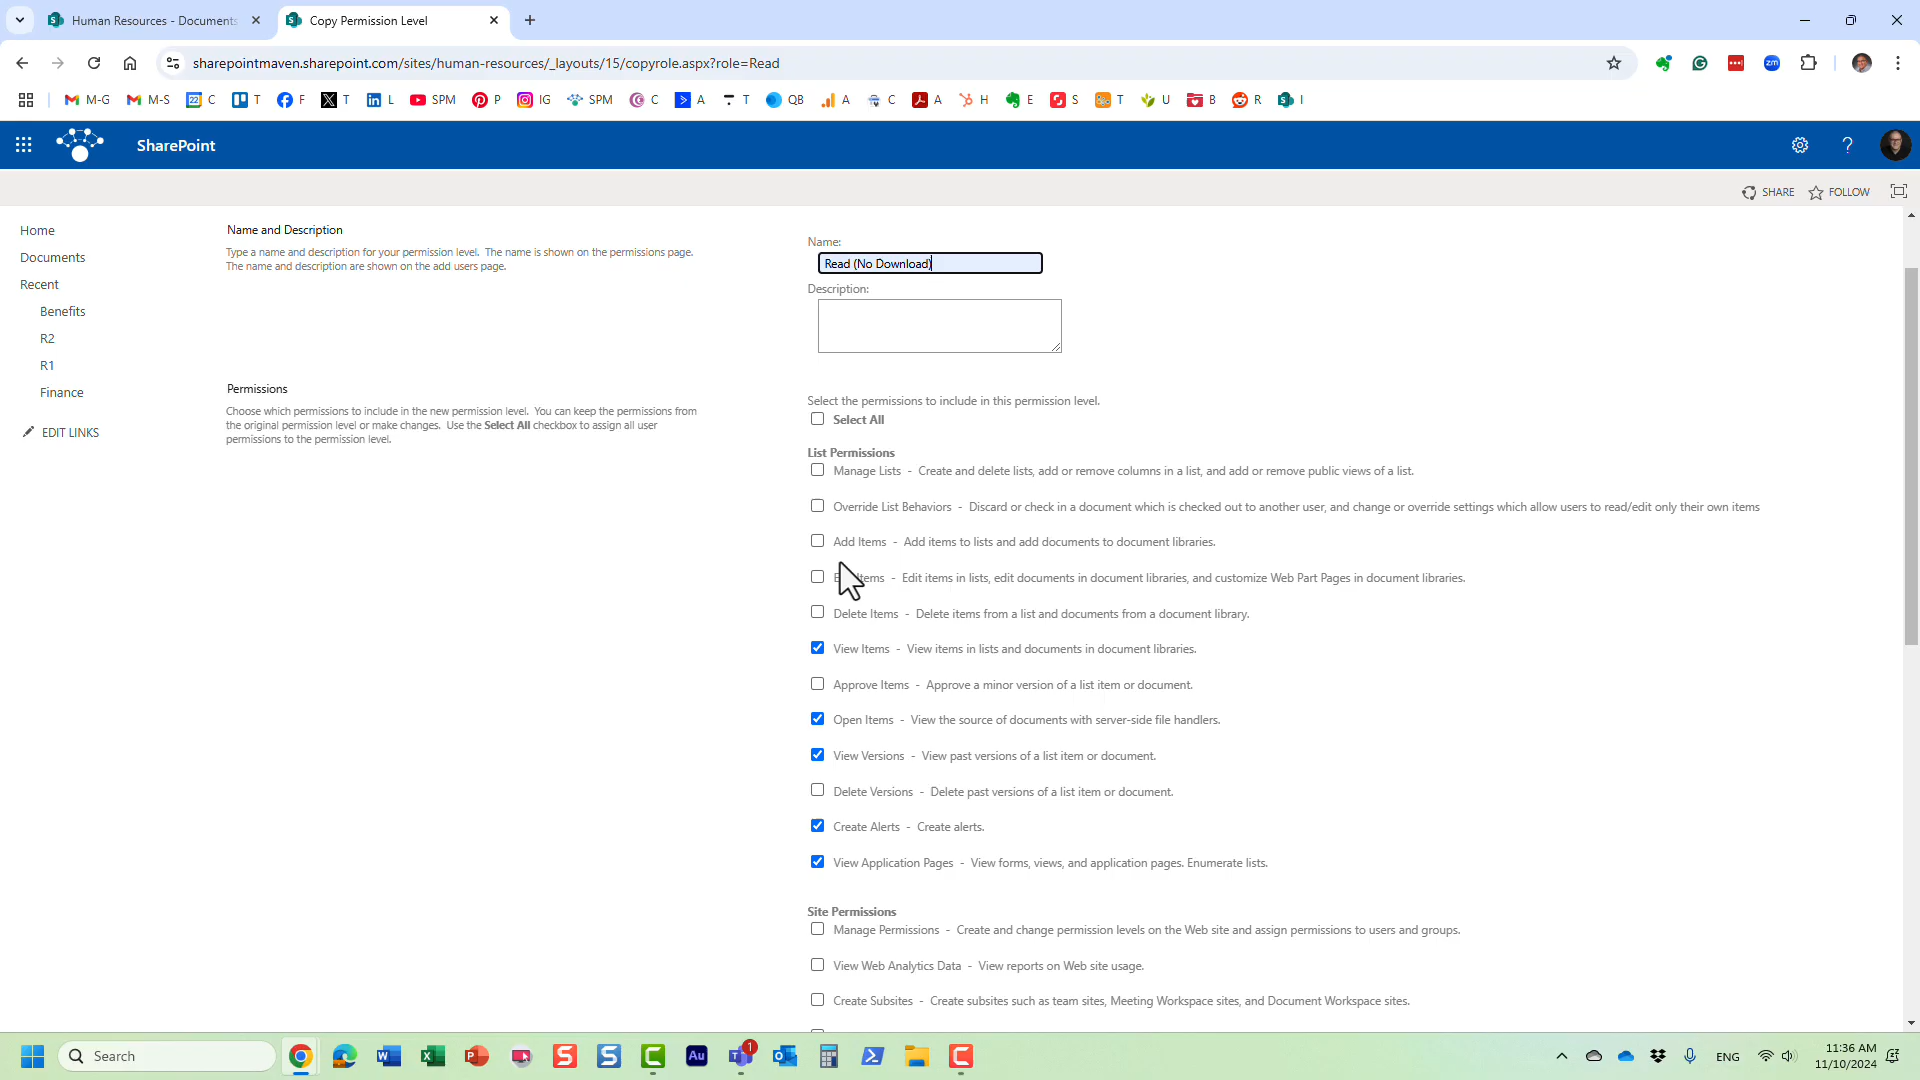 Human Resources - Documents
Copy Permission Level
sharepointmaven.sharepoint.com/sites/human-resources/_layouts/15/copyrole.aspx?role=Read
M-G M-S C T F T L SPM P IG SPM C A T QB A C A H E S T U B R I
SharePoint
SHARE FOLLOW
Home
Documents
Recent
Benefits
R2
R1
Finance
EDIT LINKS
Name and Description
Type a name and description for your permission level. The name is shown on the permissions page.
The name and description are shown on the add users page.
Name:
Read (No Download)
Description:
Permissions
Choose which permissions to include in the new permission level. You can keep the permissions from
the original permission level or make changes. Use the Select All checkbox to assign all user
permissions to the permission level.
Select the permissions to include in this permission level.
Select All
List Permissions
Manage Lists - Create and delete lists, add or remove columns in a list, and add or remove public views of a list.
Override List Behaviors - Discard or check in a document which is checked out to another user, and change or override settings which allow users to read/edit only their own items
Add Items - Add items to lists and add documents to document libraries.
Items - Edit items in lists, edit documents in document libraries, and customize Web Part Pages in document libraries.
Delete Items - Delete items from a list and documents from a document library.
View Items - View items in lists and documents in document libraries.
Approve Items - Approve a minor version of a list item or document.
Open Items - View the source of documents with server-side file handlers.
View Versions - View past versions of a list item or document.
Delete Versions - Delete past versions of a list item or document.
Create Alerts - Create alerts.
View Application Pages - View forms, views, and application pages. Enumerate lists.
Site Permissions
Manage Permissions - Create and change permission levels on the Web site and assign permissions to users and groups.
View Web Analytics Data - View reports on Web site usage.
Create Subsites - Create subsites such as team sites, Meeting Workspace sites, and Document Workspace sites.
Search
ENG
11:36 AM
11/10/2024